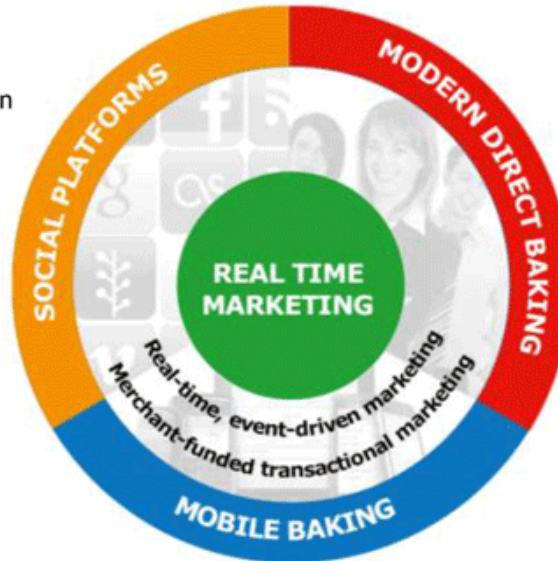 n
SOCIAL PLATFORMS
MODERN DIRECT BAKING
REAL TIME
MARKETING
Real-time, event-driven marketing
Merchant-funded transactional marketing
MOBILE BAKING